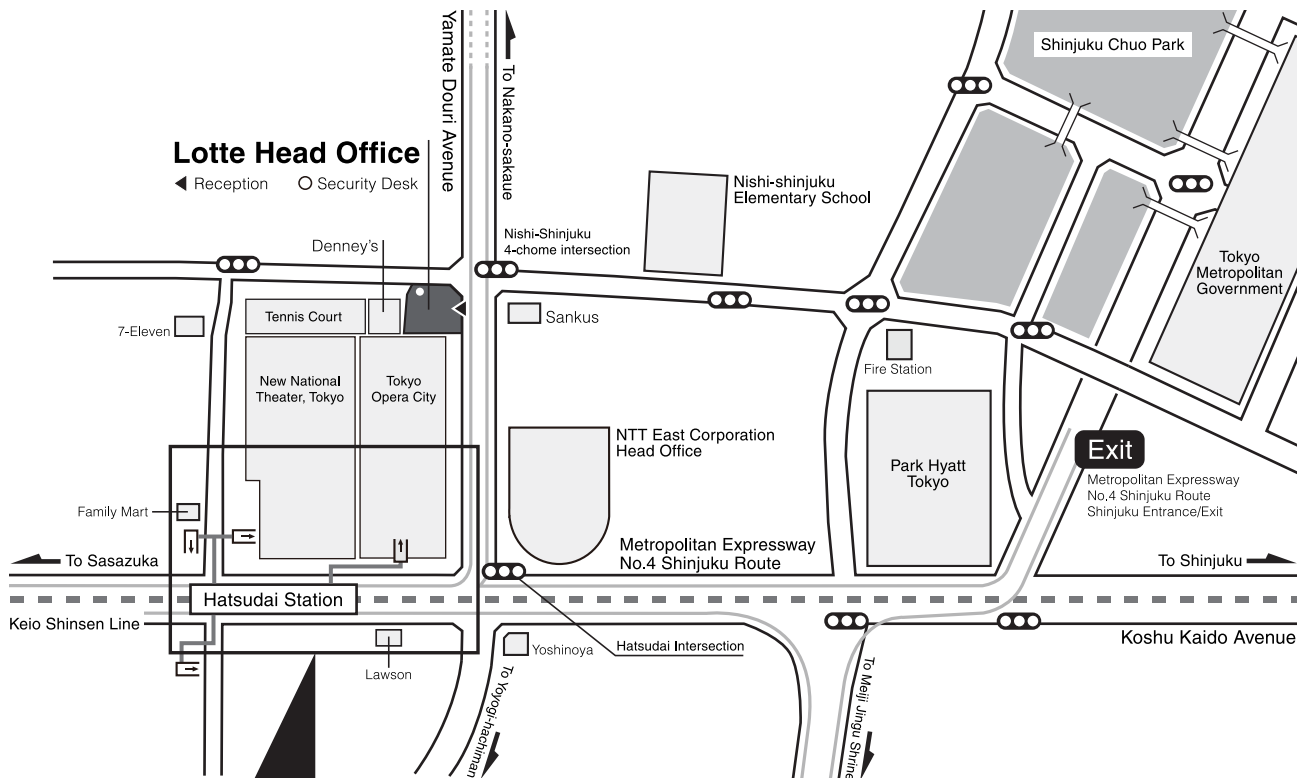 Yamate Douri Avenue
To Nakano-sakaue
Shinjuku Chuo Park
Lotte Head Office
Reception
Security Desk
Nishi-shinjuku
Elementary School
Denney's
Nishi-Shinjuku
4-chome intersection
Tokyo
Metropolitan
Government
7-Eleven
Tennis Court
Sankus
Fire Station
New National
Theater, Tokyo
Tokyo
Opera City
NTT East Corporation
Head Office
Park Hyatt
Tokyo
Exit
Metropolitan Expressway
No.4 Shinjuku Route
Shinjuku Entrance/Exit
Family Mart
To Sasazuka
Metropolitan Expressway
No.4 Shinjuku Route
To Shinjuku
Hatsudai Station
Keio Shinsen Line
Koshu Kaido Avenue
Yoshinoya
Hatsudai Intersection
Lawson
To Yoyogi-hachiman
To Meiji Jingu Shrine